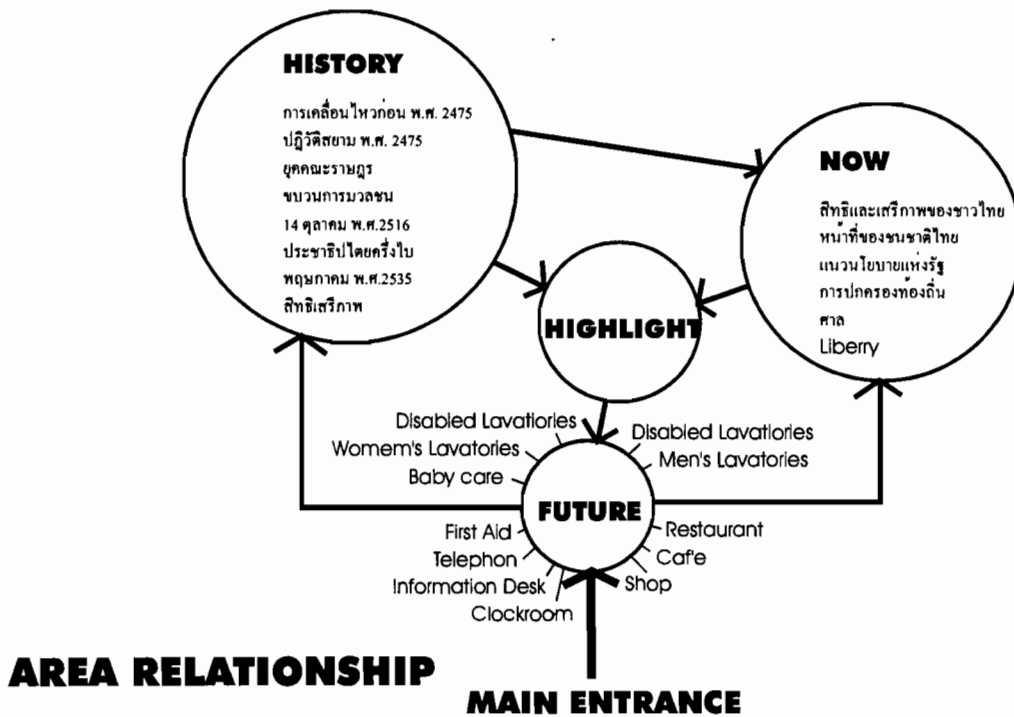 HISTORY
การเคลื่อนไหวก่อน พ.ศ. 2475
ปฎิวัติสยาม พ.ศ. 2475
ยุคคณะราษฎร
ขบวนการมวลชน
14 ตุลาคม พ.ศ.2516
ประชาธิปไตยครึ่งใบ
พฤษภาคม พ.ศ.2535
สิทธิเสรีภาพ
NOW
สิทธิและเสรีภาพของชาวไทย
หน้าที่ของชนชาติไทย
แนวนโยบายแห่งรัฐ
การปกครองท้องถิ่น
ศาล
Liberry
HIGHLIGHT
Disabled Lavatiories
Womem's Lavatories
Baby care
Disabled Lavatiories
Men's Lavatories
FUTURE
First Aid
Telephon
Information Desk
Clockroom
Restaurant
Caf'e
Shop
AREA RELATIONSHIP
MAIN ENTRANCE